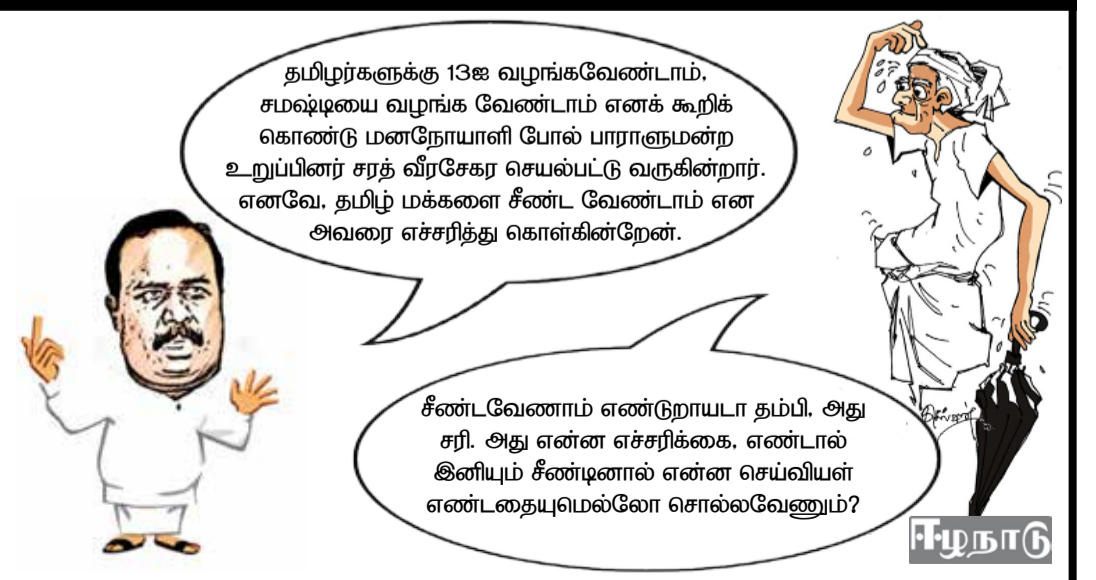 தமிழர்களுக்கு 13ஐ வழங்கவேண்டாம்,
சமஷ்டியை வழங்க வேண்டாம் எனக் கூறிக்
கொண்டு மனநோயாளி போல் பாராளுமன்ற
உறுப்பினர் சரத் வீரசேகர செயல்பட்டு வருகின்றார்.
எனவே, தமிழ் மக்களை சீண்ட வேண்டாம் என
அவரை எச்சரித்து கொள்கின்றேன்.
சீண்டவேணாம் எண்டுறாயடா தம்பி, அது
சரி. அது என்ன எச்சரிக்கை, எண்டால்
இனியும் சீண்டினால் என்ன செய்வியள்
எண்டதையுமெல்லோ சொல்லவேணும்?
ஈழநாடு